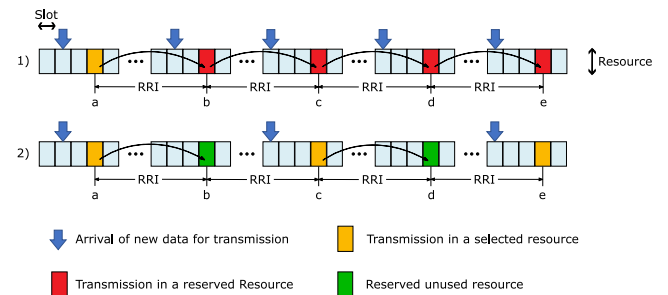 Slot
1)
... ... ... ...
Resource
RRI RRI RRI RRI
a b c d e
2)
... ... ... ...
RRI RRI RRI RRI
a b c d e
Arrival of new data for transmission
Transmission in a selected resource
Transmission in a reserved Resource
Reserved unused resource